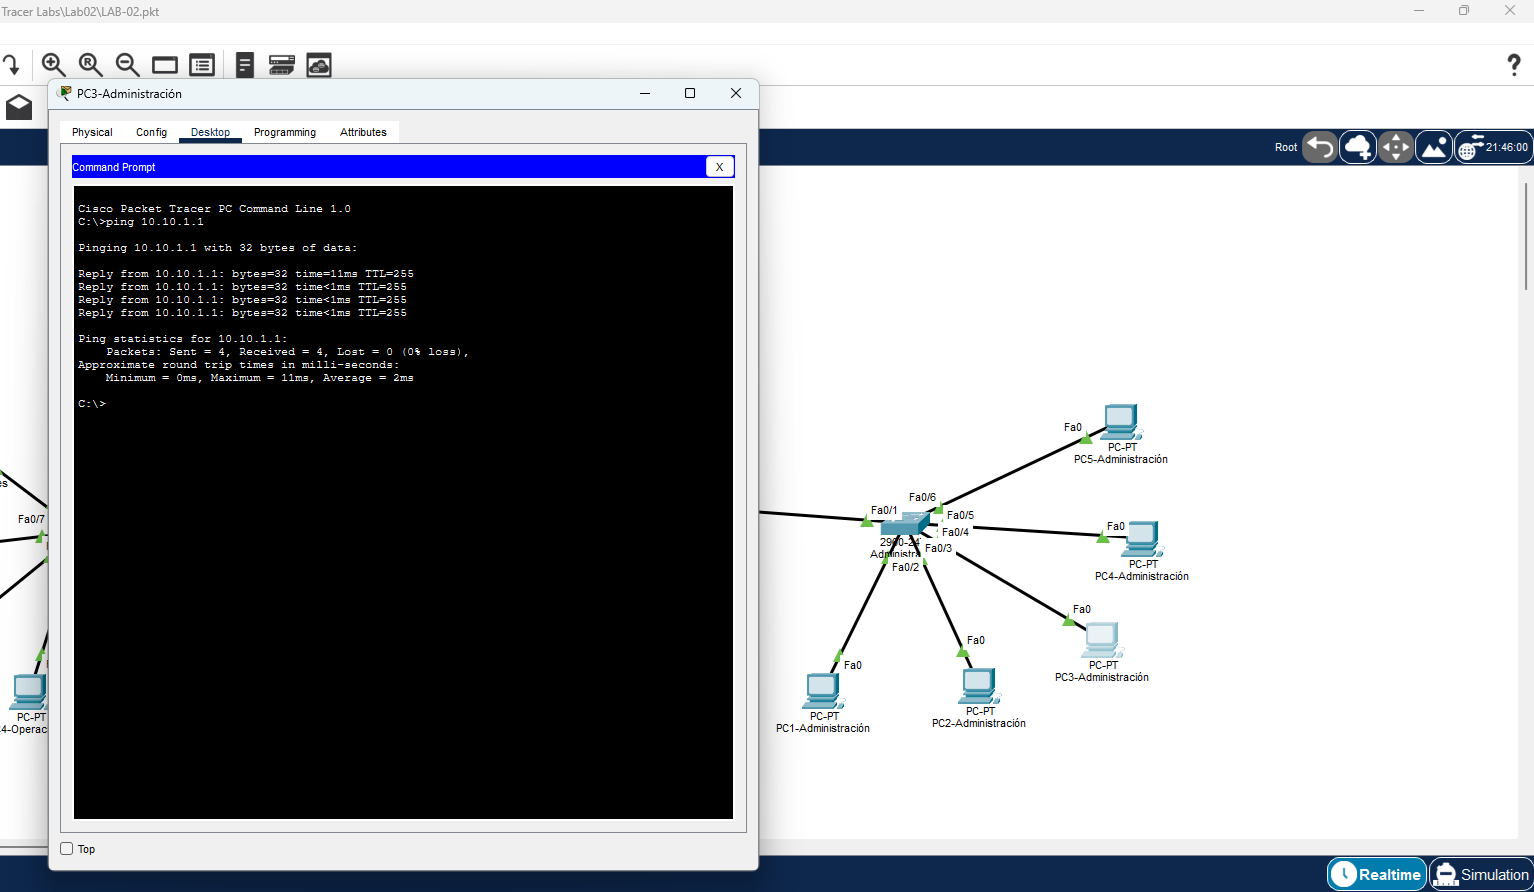 Tracer Labs\Lab02\LAB-02.pkt
PC3-Administración
Physical Config Desktop Programming Attributes
Command Prompt
X
Root
21:46:00
Cisco Packet Tracer PC Command Line 1.0
C:\>ping 10.10.1.1
Pinging 10.10.1.1 with 32 bytes of data:
Reply from 10.10.1.1: bytes=32 time=11ms TTL=255
Reply from 10.10.1.1: bytes=32 time<1ms TTL=255
Reply from 10.10.1.1: bytes=32 time<1ms TTL=255
Reply from 10.10.1.1: bytes=32 time<1ms TTL=255
Ping statistics for 10.10.1.1:
Packets: Sent = 4, Received = 4, Lost = 0 (0% loss),
Approximate round trip times in milli-seconds:
Minimum = 0ms, Maximum = 11ms, Average = 2ms
C:\>
Top
es
Fa0/7
PC-PT
4-Operac
Fa0
PC-PT
PC5-Administración
Fa0/6
Fa0/1
Fa0/5
Fa0/4
Fa0/3
Fa0/2
2960-24
Administra
Fa0
PC-PT
PC4-Administración
Fa0
PC-PT
PC3-Administración
Fa0
PC-PT
PC2-Administración
Fa0
PC-PT
PC1-Administración
Realtime
Simulation